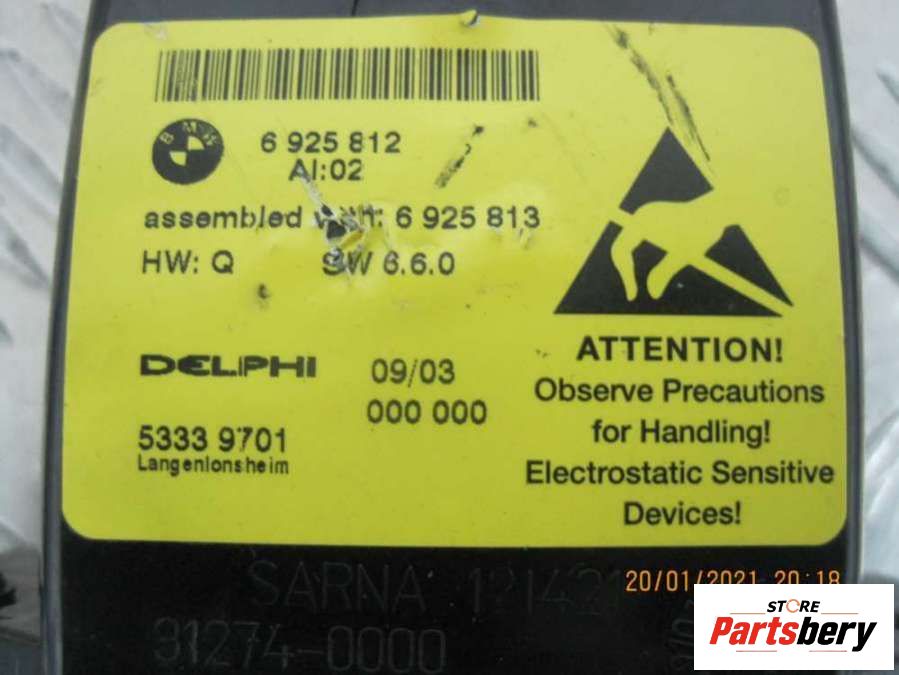 BMW
6 925 812
AI:02
assembled with: 6 925 813
HW: Q SW 6.6.0
DELPHI 09/03
000 000
5333 9701
Langenlonsheim
ATTENTION!
Observe Precautions
for Handling!
Electrostatic Sensitive
Devices!
SARNA
31274-0000
20/01/2021 20:18
STORE
Partsbery